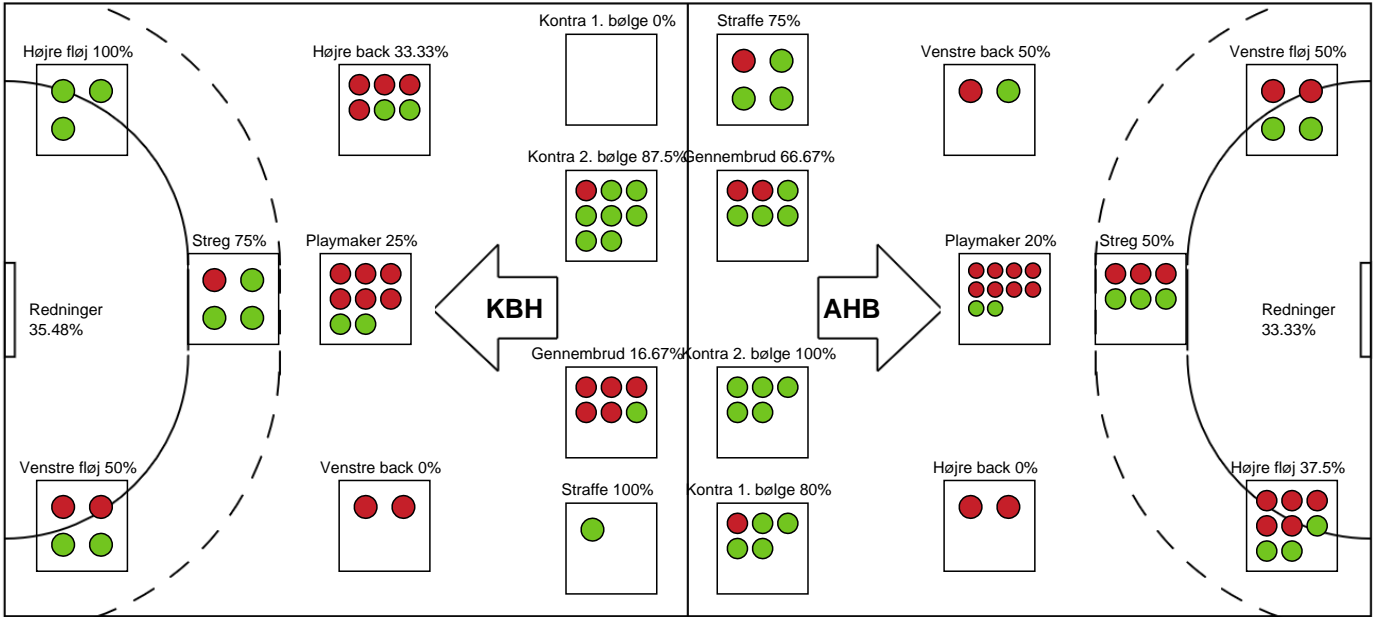 Kontra 1. bølge 0%
Straffe 75%
Højre fløj 100%
Højre back 33.33%
Venstre back 50%
Venstre fløj 50%
Kontra 2. bølge 87.5%
Gennembrud 66.67%
Streg 75%
Playmaker 25%
Playmaker 20%
Streg 50%
KBH
AHB
Redninger
35.48%
Redninger
33.33%
Gennembrud 16.67%
Kontra 2. bølge 100%
Venstre fløj 50%
Venstre back 0%
Straffe 100%
Kontra 1. bølge 80%
Højre back 0%
Højre fløj 37.5%